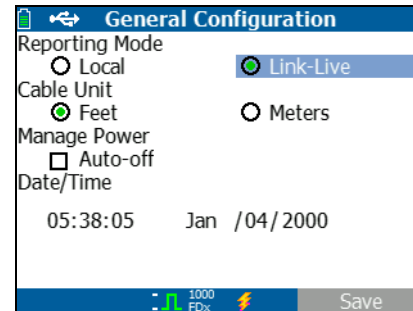 General Configuration
Reporting Mode
Local Link-Live
Cable Unit
Feet Meters
Manage Power
Auto-off
Date/Time
05:38:05 Jan /04/2000
1000
FDx
Save